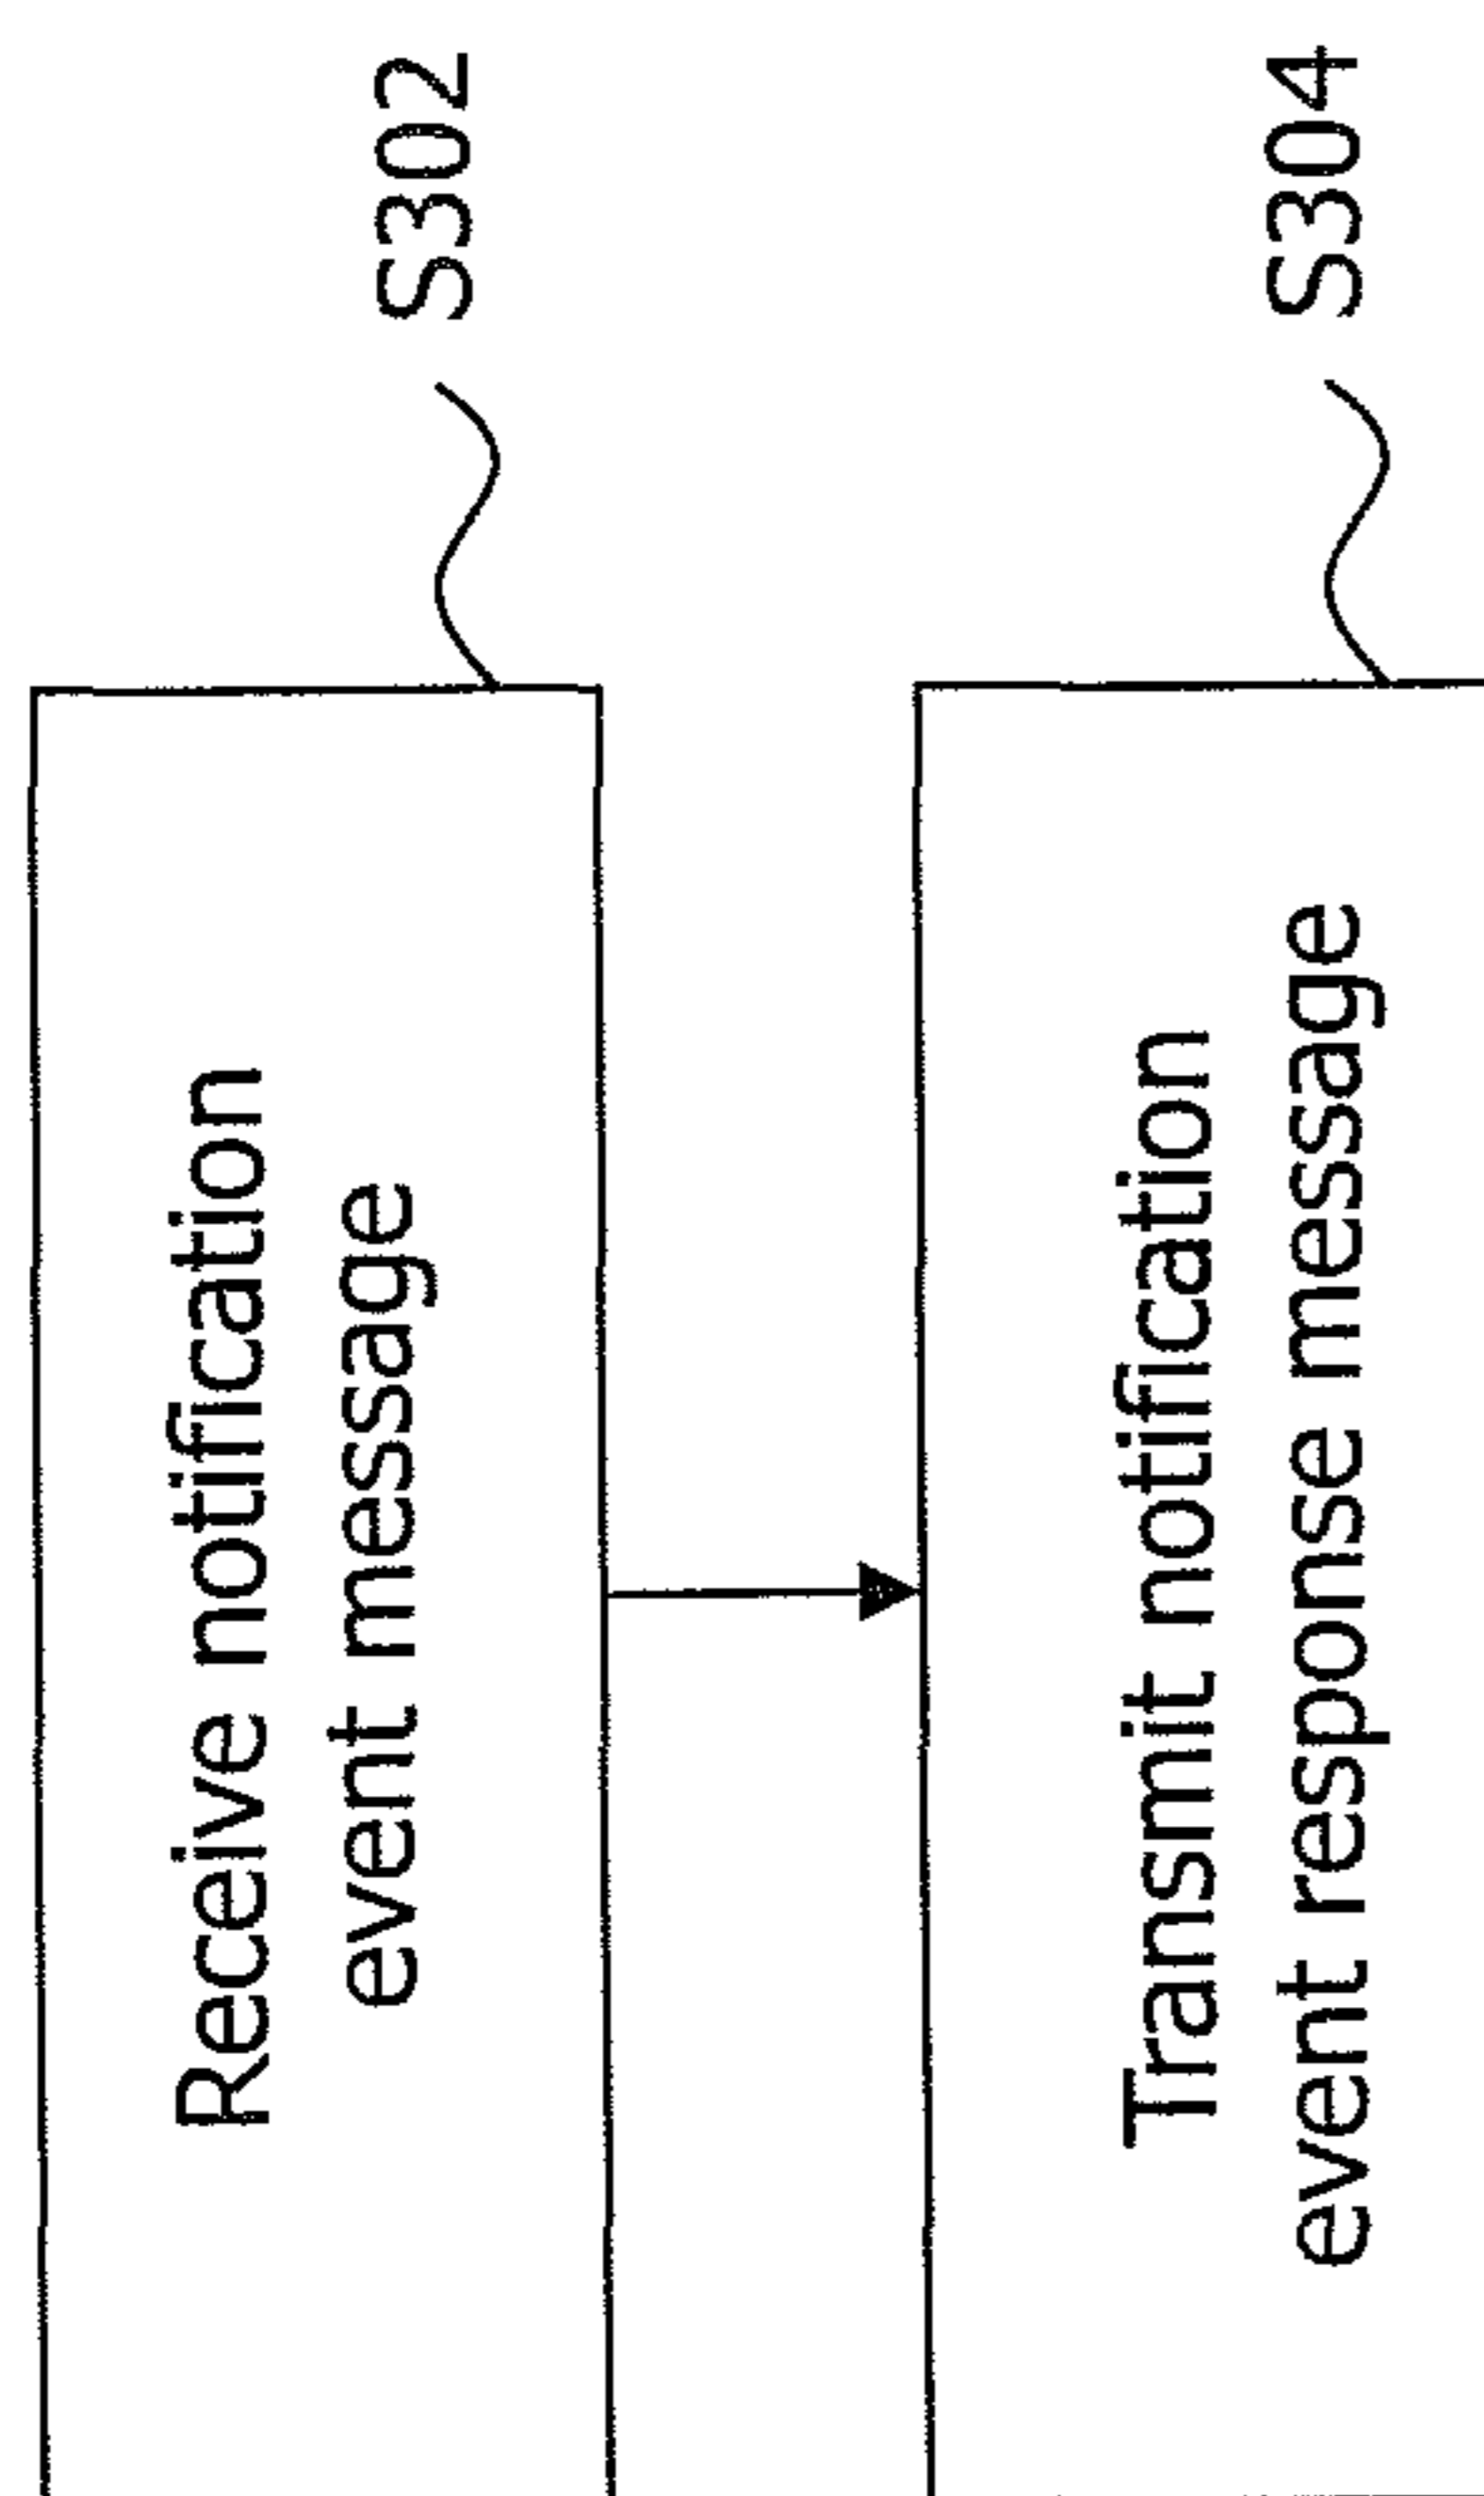 Receive notification
event message
S302
Transmit notification
event response message
S304